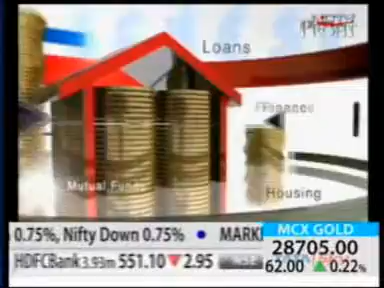 Loans
Finance
Mutual Funds
Housing
0.75%, Nifty Down 0.75% • MARK
MCX GOLD
28705.00
HDFCBank 3.93m 551.10 ▼ 2.95
62.00 ▲ 0.22%